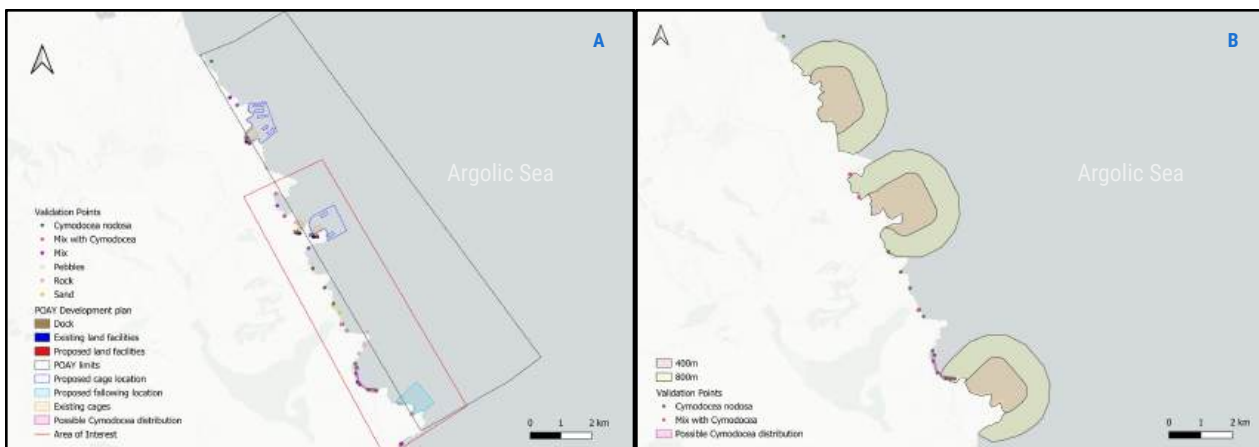 A
Argolic Sea
Validation Points
Cymodocea nodosa
Mix with Cymodocea
Mix
Pebbles
Rock
Sand
POAY Development plan
Dock
Existing land facilities
Proposed land facilities
POAY limits
Proposed cage location
Proposed fallowing location
Existing cages
Possible Cymodocea distribution
Area of Interest
0 1 2 km
B
Argolic Sea
400m
800m
Validation Points
Cymodocea nodosa
Mix with Cymodocea
Possible Cymodocea distribution
0 1 2 km